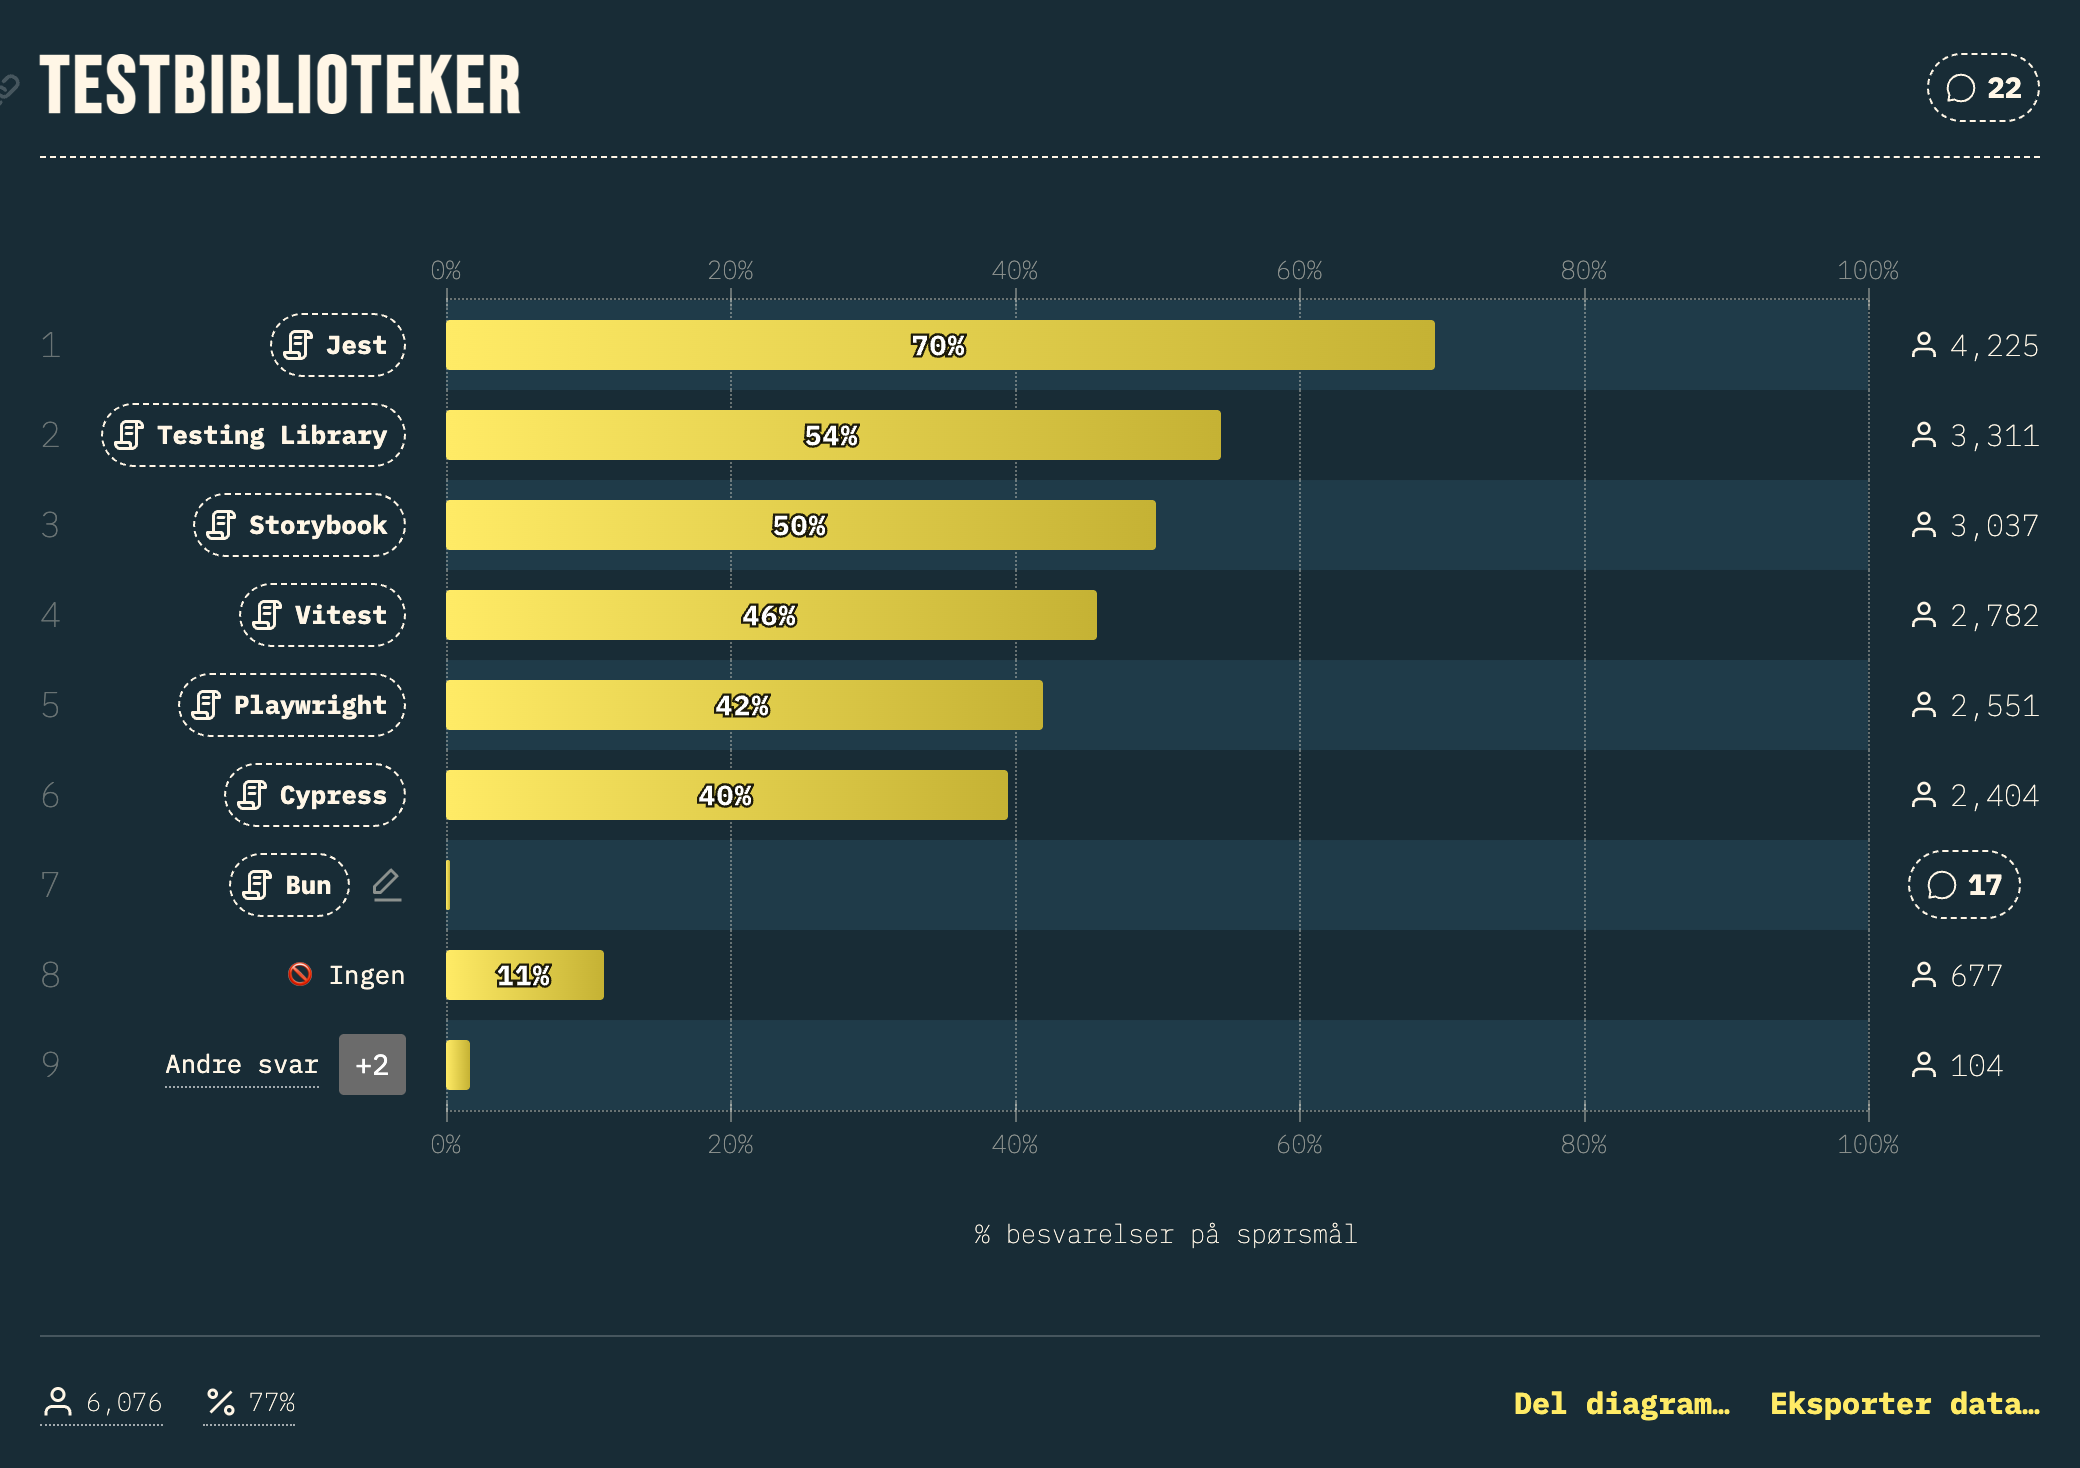 TESTBIBLIOTEKER
22
0% 20% 40% 60% 80% 100%
1 Jest 70% 4,225
2 Testing Library 54% 3,311
3 Storybook 50% 3,037
4 Vitest 46% 2,782
5 Playwright 42% 2,551
6 Cypress 40% 2,404
7 Bun 17
8 Ingen 11% 677
9 Andre svar +2 104
0% 20% 40% 60% 80% 100%
% besvarelser på spørsmål
6,076 77% Del diagram… Eksporter data…